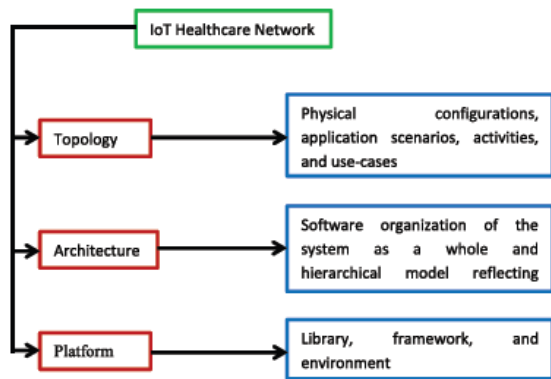 IoT Healthcare Network
Topology
Physical configurations,
application scenarios, activities,
and use-cases
Architecture
Software organization of the
system as a whole and
hierarchical model reflecting
Platform
Library, framework, and
environment